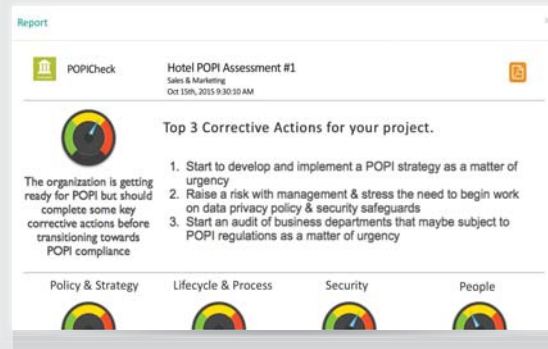 Report
POPICheck
Hotel POPI Assessment #1
Sales & Marketing
Oct 15th, 2015 9:30:10 AM
The organization is getting
ready for POPI but should
complete some key
corrective actions before
transitioning towards
POPI compliance
Top 3 Corrective Actions for your project.
1. Start to develop and implement a POPI strategy as a matter of
urgency
2. Raise a risk with management & stress the need to begin work
on data privacy policy & security safeguards
3. Start an audit of business departments that maybe subject to
POPI regulations as a matter of urgency
Policy & Strategy
Lifecycle & Process
Security
People